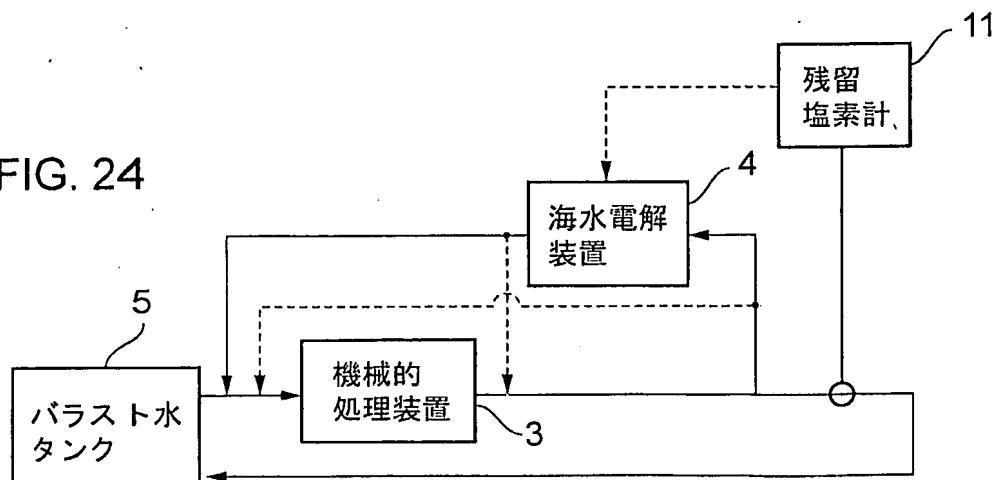 11
残留
塩素計
FIG. 24
4
海水電解
装置
5
機械的
処理装置
3
バラスト水
タンク